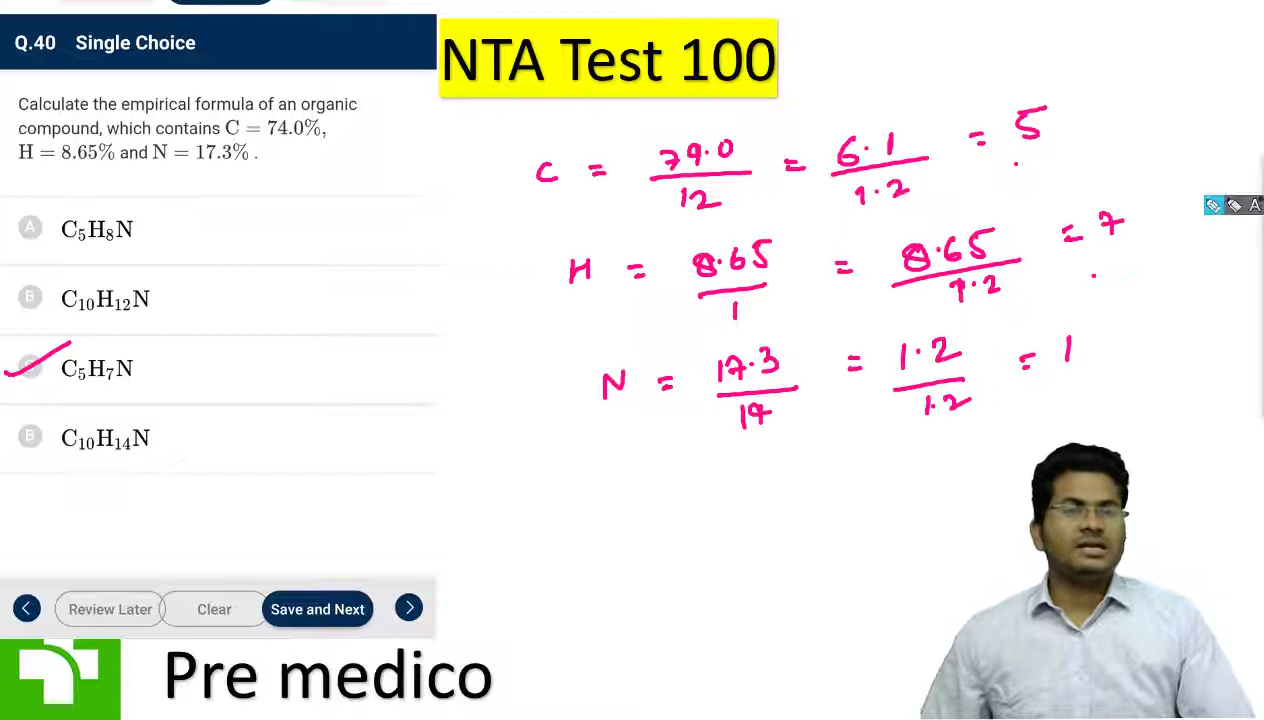 Q.40 Single Choice
NTA Test 100
Calculate the empirical formula of an organic
compound, which contains C = 74.0%,
H = 8.65% and N = 17.3% .
A C₅H₈N
B C₁₀H₁₂N
C₅H₇N
B C₁₀H₁₄N
C = 74.0/12 = 6.1/1.2 = 5
H = 8.65/1 = 8.65/1.2 = 7
N = 17.3/14 = 1.2/1.2 = 1
A
Review Later Clear Save and Next
Pre medico